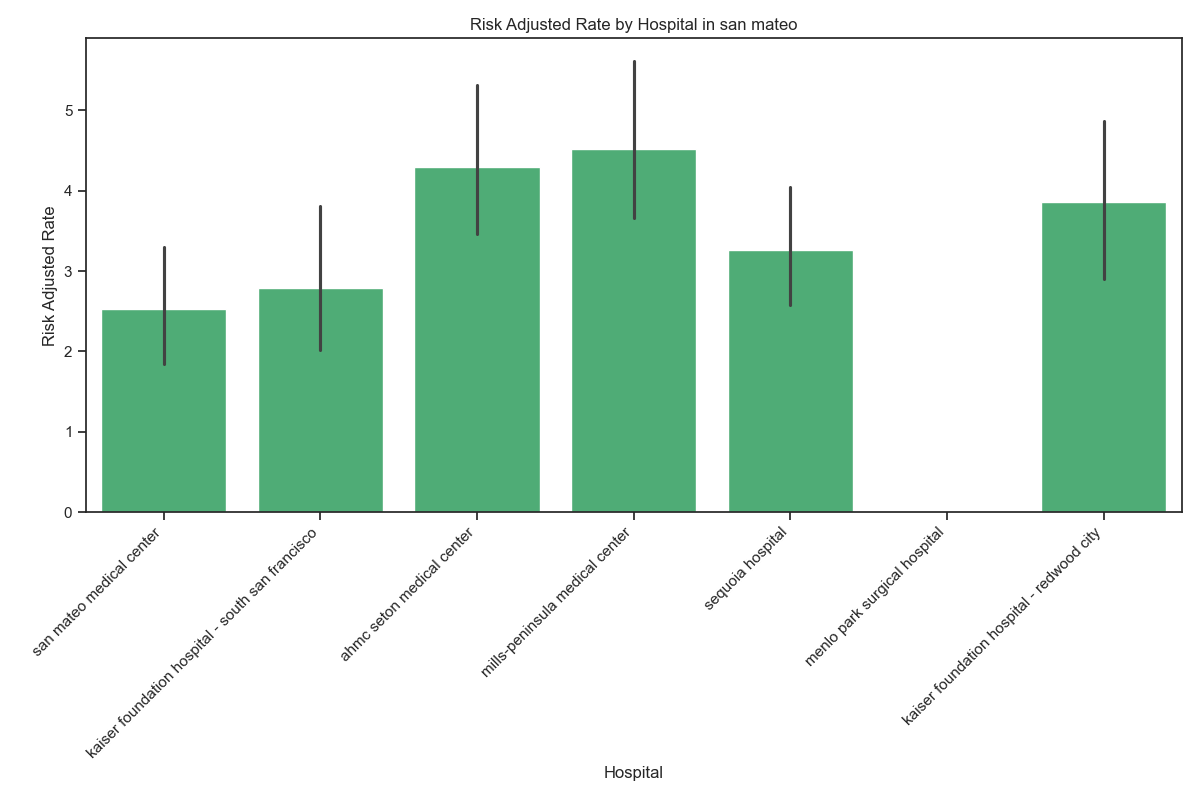 Risk Adjusted Rate by Hospital in san mateo
Risk Adjusted Rate
5
4
3
2
1
0
san mateo medical center
kaiser foundation hospital - south san francisco
ahmc seton medical center
mills-peninsula medical center
sequoia hospital
menlo park surgical hospital
kaiser foundation hospital - redwood city
Hospital